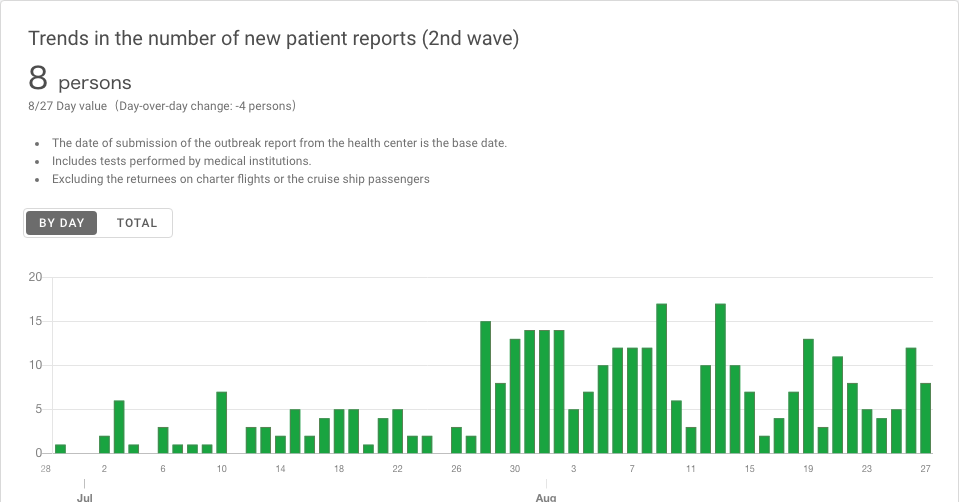 Trends in the number of new patient reports (2nd wave)
8 persons
8/27 Day value （Day-over-day change: -4 persons）
• The date of submission of the outbreak report from the health center is the base date.
• Includes tests performed by medical institutions.
• Excluding the returnees on charter flights or the cruise ship passengers
BY DAY TOTAL
20
15
10
5
0
28 2 6 10 14 18 22 26 30 3 7 11 15 19 23 27
Jul Aug